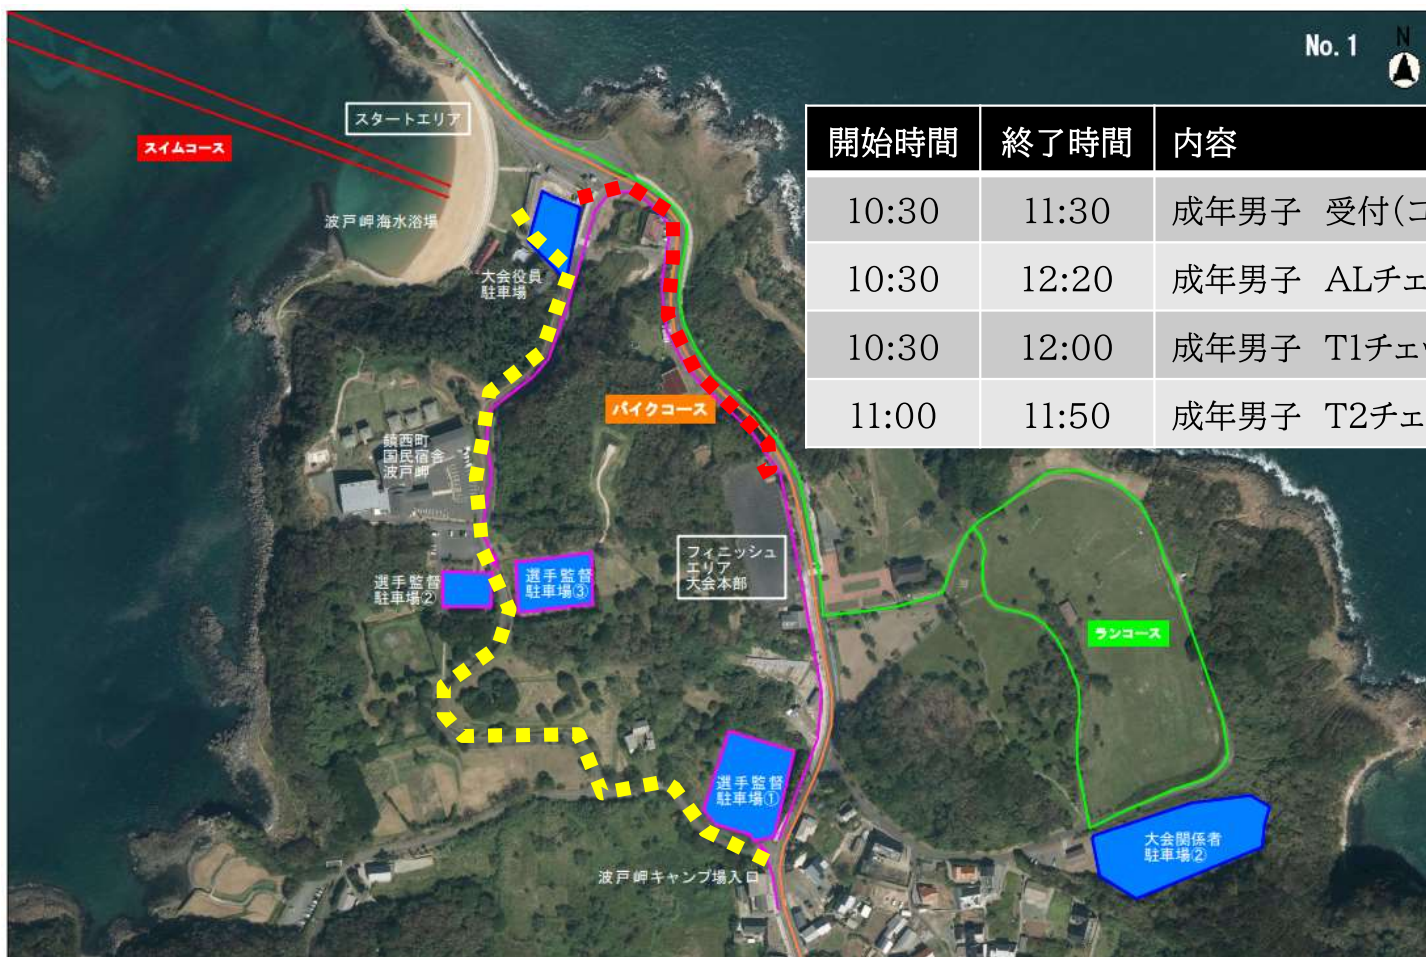 No. 1
N
開始時間 終了時間 内容
10:30 11:30 成年男子 受付(コ
10:30 12:20 成年男子 ALチェ
10:30 12:00 成年男子 T1チェッ
11:00 11:50 成年男子 T2チェ
スタートエリア
スイムコース
波戸岬海水浴場
大会役員
駐車場
バイクコース
鎮西町
国民宿舎
波戸岬
フィニッシュ
エリア
大会本部
選手監督
駐車場②
選手監督
駐車場③
ランコース
選手監督
駐車場①
大会関係者
駐車場②
波戸岬キャンプ場入口